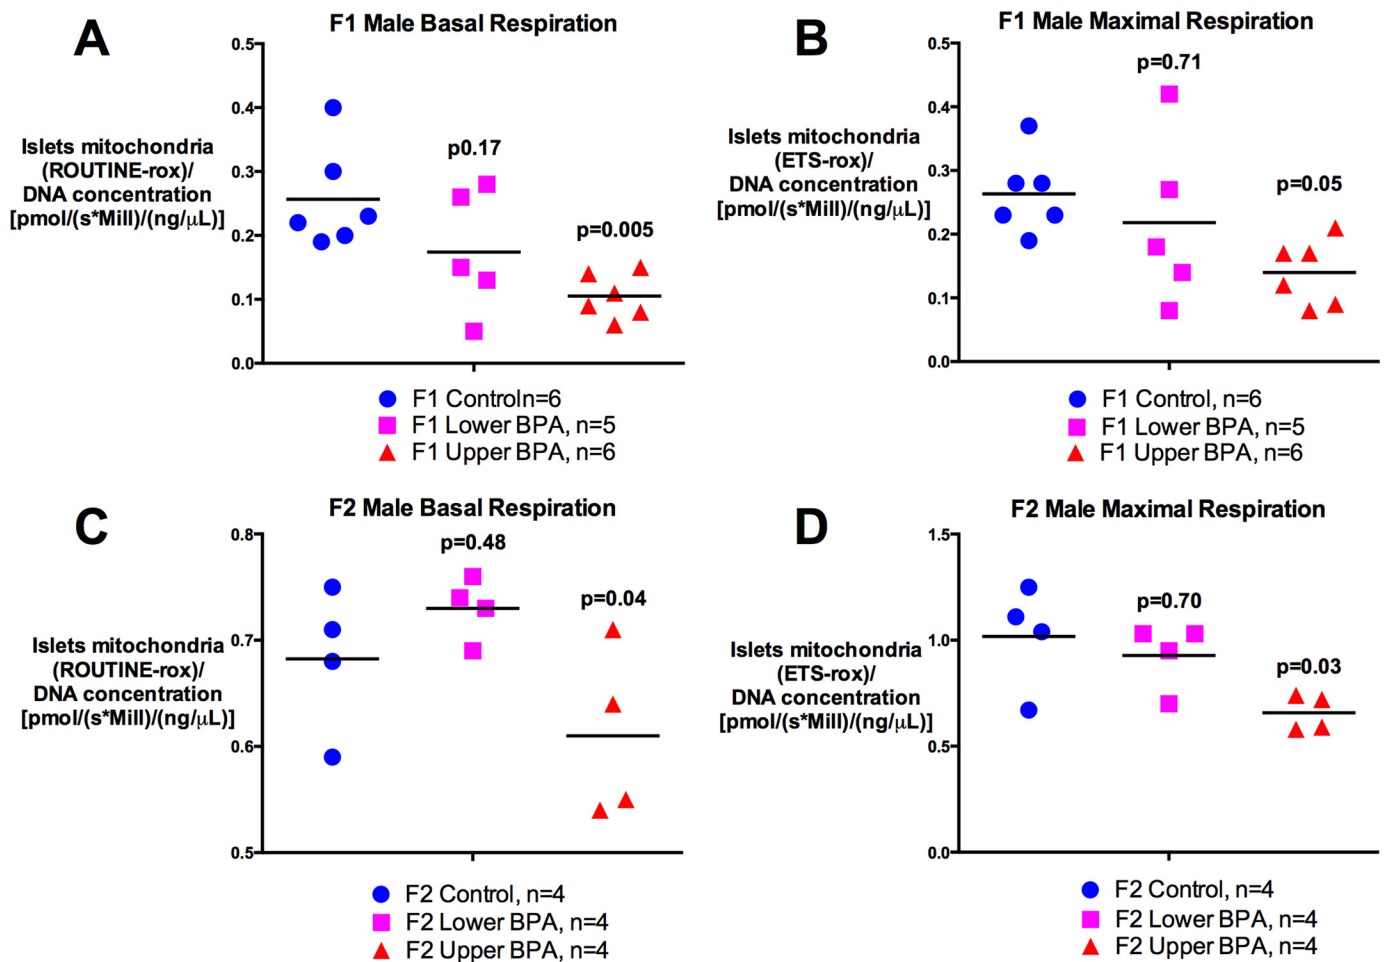 A
F1 Male Basal Respiration
0.5
0.4
0.3
0.2
0.1
0.0
Islets mitochondria
(ROUTINE-rox)/
DNA concentration
[pmol/(s*Mill)/(ng/μL)]
p0.17
p=0.005
F1 Controln=6
F1 Lower BPA, n=5
F1 Upper BPA, n=6
B
F1 Male Maximal Respiration
0.5
0.4
0.3
0.2
0.1
0.0
Islets mitochondria
(ETS-rox)/
DNA concentration
[pmol/(s*Mill)/(ng/μL)]
p=0.71
p=0.05
F1 Control, n=6
F1 Lower BPA, n=5
F1 Upper BPA, n=6
C
F2 Male Basal Respiration
0.8
0.7
0.6
0.5
Islets mitochondria
(ROUTINE-rox)/
DNA concentration
[pmol/(s*Mill)/(ng/μL)]
p=0.48
p=0.04
F2 Control, n=4
F2 Lower BPA, n=4
F2 Upper BPA, n=4
D
F2 Male Maximal Respiration
1.5
1.0
0.5
0.0
Islets mitochondria
(ETS-rox)/
DNA concentration
[pmol/(s*Mill)/(ng/μL)]
p=0.70
p=0.03
F2 Control, n=4
F2 Lower BPA, n=4
F2 Upper BPA, n=4